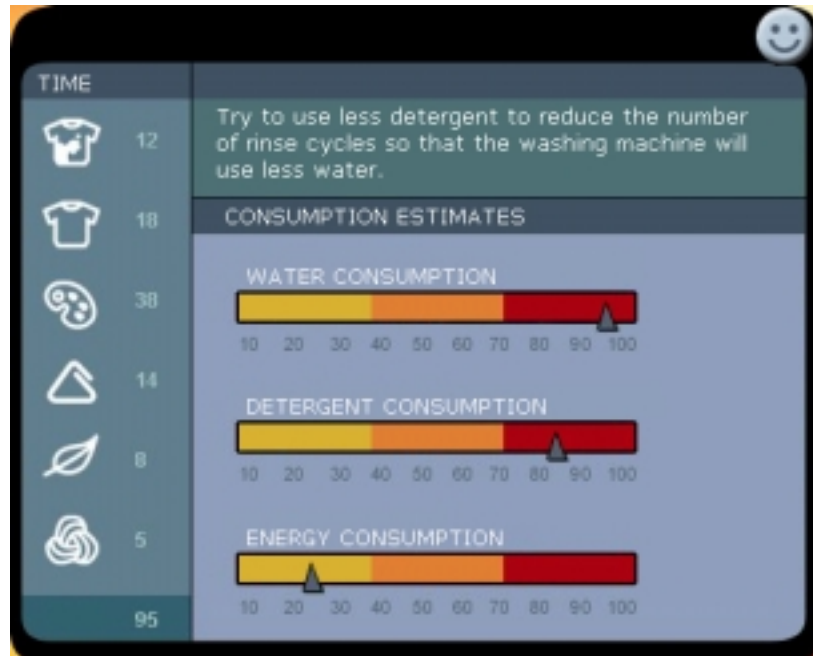 TIME
12
18
38
14
8
5
95
Try to use less detergent to reduce the number
of rinse cycles so that the washing machine will
use less water.
CONSUMPTION ESTIMATES
WATER CONSUMPTION
10 20 30 40 50 60 70 80 90 100
DETERGENT CONSUMPTION
10 20 30 40 50 60 70 80 90 100
ENERGY CONSUMPTION
10 20 30 40 50 60 70 80 90 100